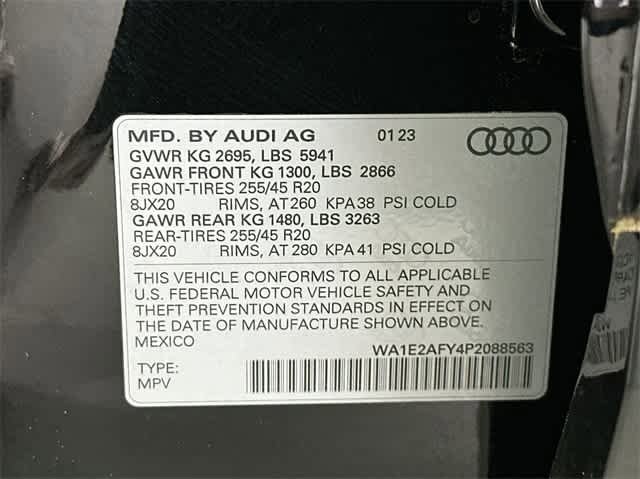 MFD. BY AUDI AG 01 23
GVWR KG 2695, LBS 5941
GAWR FRONT KG 1300, LBS 2866
FRONT-TIRES 255/45 R20
8JX20 RIMS, AT 260 KPA 38 PSI COLD
GAWR REAR KG 1480, LBS 3263
REAR-TIRES 255/45 R20
8JX20 RIMS, AT 280 KPA 41 PSI COLD
THIS VEHICLE CONFORMS TO ALL APPLICABLE
U.S. FEDERAL MOTOR VEHICLE SAFETY AND
THEFT PREVENTION STANDARDS IN EFFECT ON
THE DATE OF MANUFACTURE SHOWN ABOVE.
MEXICO
WA1E2AFY4P2088563
TYPE:
MPV